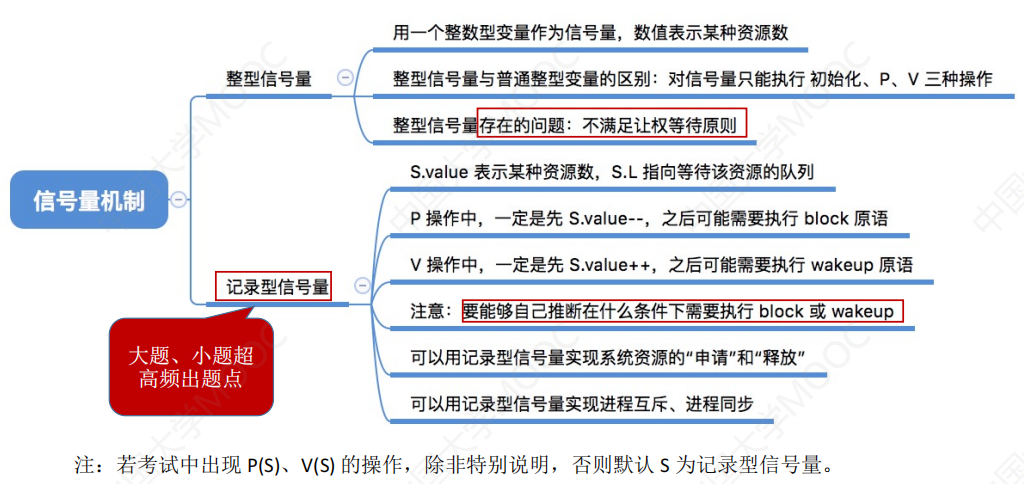 用一个整数型变量作为信号量，数值表示某种资源数
整型信号量
整型信号量与普通整型变量的区别：对信号量只能执行 初始化、P、V 三种操作
整型信号量存在的问题：不满足让权等待原则
信号量机制
S.value 表示某种资源数，S.L 指向等待该资源的队列
P 操作中，一定是先 S.value--，之后可能需要执行 block 原语
V 操作中，一定是先 S.value++，之后可能需要执行 wakeup 原语
记录型信号量
注意：要能够自己推断在什么条件下需要执行 block 或 wakeup
可以用记录型信号量实现系统资源的“申请”和“释放”
可以用记录型信号量实现进程互斥、进程同步
大题、小题超
高频出题点
注：若考试中出现 P(S)、V(S) 的操作，除非特别说明，否则默认 S 为记录型信号量。
中国大学MOOC